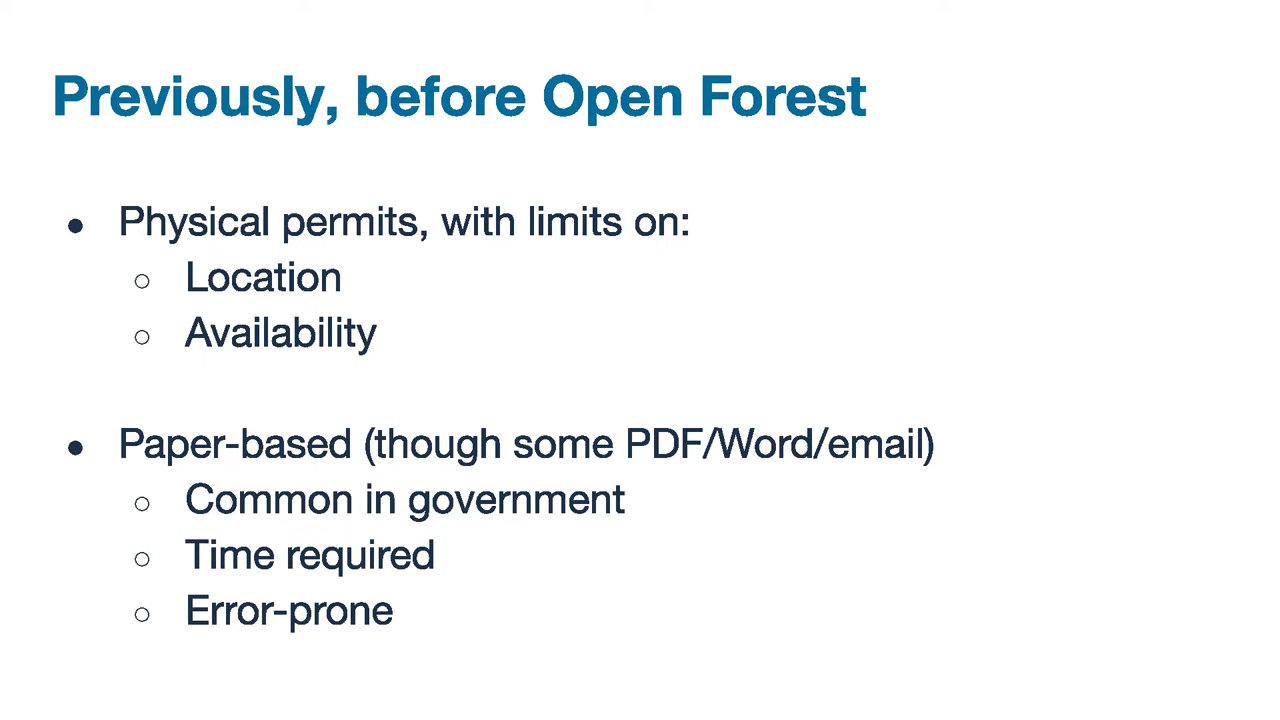 Previously, before Open Forest
● Physical permits, with limits on:
○ Location
○ Availability
● Paper-based (though some PDF/Word/email)
○ Common in government
○ Time required
○ Error-prone